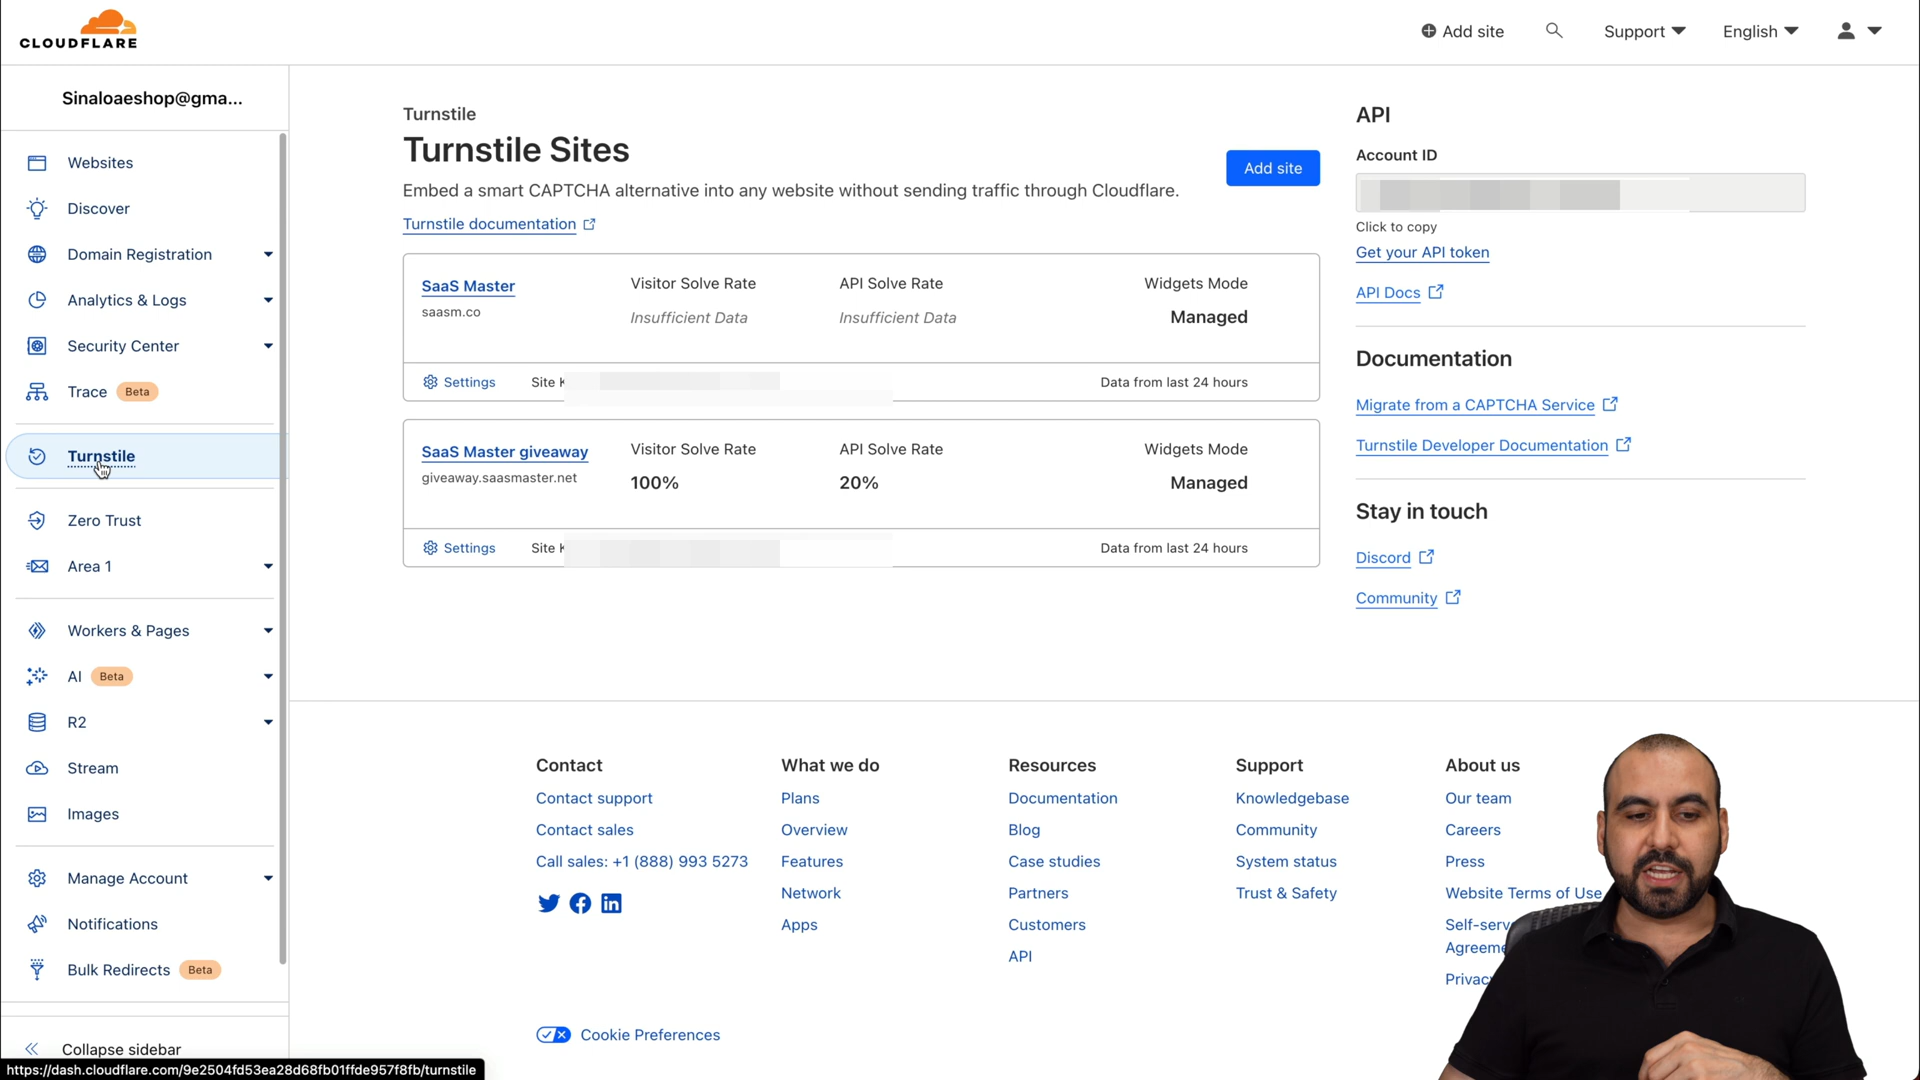 CLOUDFLARE
Add site
Support
English
Sinaloaeshop@gma...
Websites
Discover
Domain Registration
Analytics & Logs
Security Center
Trace Beta
Turnstile
Zero Trust
Area 1
Workers & Pages
AI Beta
R2
Stream
Images
Manage Account
Notifications
Bulk Redirects Beta
Collapse sidebar
https://dash.cloudflare.com/9e2504fd53ea28d68fb01ffde957f8fb/turnstile
Turnstile
Turnstile Sites
Embed a smart CAPTCHA alternative into any website without sending traffic through Cloudflare.
Turnstile documentation
Add site
SaaS Master
saasm.co
Visitor Solve Rate
Insufficient Data
API Solve Rate
Insufficient Data
Widgets Mode
Managed
Settings
Site
Data from last 24 hours
SaaS Master giveaway
giveaway.saasmaster.net
Visitor Solve Rate
100%
API Solve Rate
20%
Widgets Mode
Managed
Settings
Site
Data from last 24 hours
API
Account ID
Click to copy
Get your API token
API Docs
Documentation
Migrate from a CAPTCHA Service
Turnstile Developer Documentation
Stay in touch
Discord
Community
Contact
Contact support
Contact sales
Call sales: +1 (888) 993 5273
What we do
Plans
Overview
Features
Network
Apps
Resources
Documentation
Blog
Case studies
Partners
Customers
API
Support
Knowledgebase
Community
System status
Trust & Safety
About us
Our team
Careers
Press
Website Terms of Use
Self-serv
Agreeme
Privac
Cookie Preferences